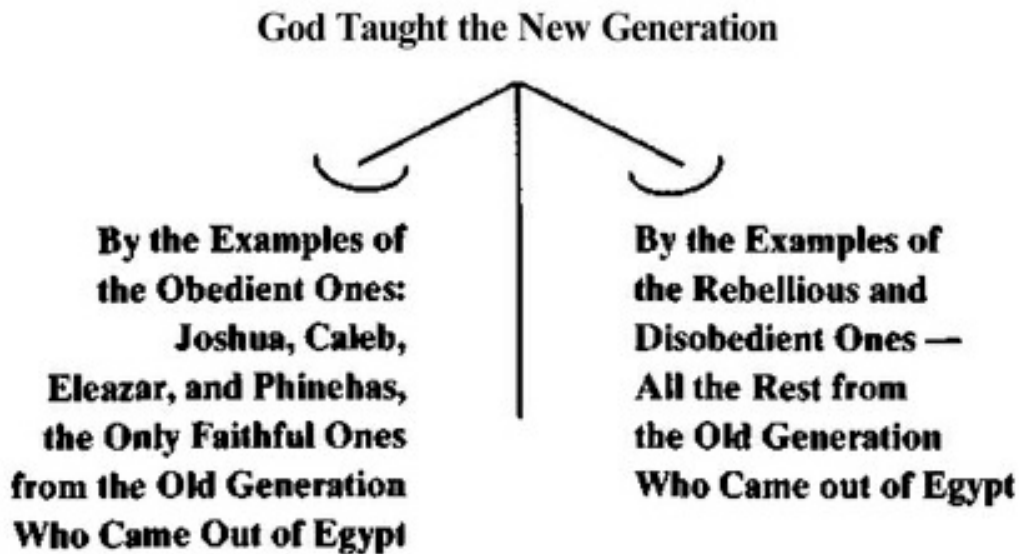 God Taught the New Generation
By the Examples of
the Obedient Ones:
Joshua, Caleb,
Eleazar, and Phinehas,
the Only Faithful Ones
from the Old Generation
Who Came Out of Egypt
By the Examples of
the Rebellious and
Disobedient Ones —
All the Rest from
the Old Generation
Who Came out of Egypt